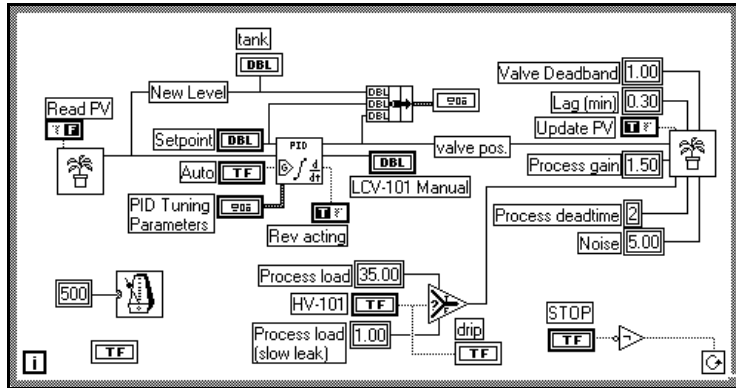 tank
DBL
New Level
Read PV
F
DBL
DBL
DBL
Setpoint
DBL
PID
Auto
TF
G
∫ d/dt
DBL
LCV-101 Manual
PID Tuning
Parameters
T
Rev acting
valve pos.
Valve Deadband
1.00
Lag (min)
0.30
Update PV
T
Process gain
1.50
Process deadtime
2
Noise
5.00
500
Process load
35.00
HV-101
TF
Process load
(slow leak)
1.00
drip
TF
STOP
TF
TF
i